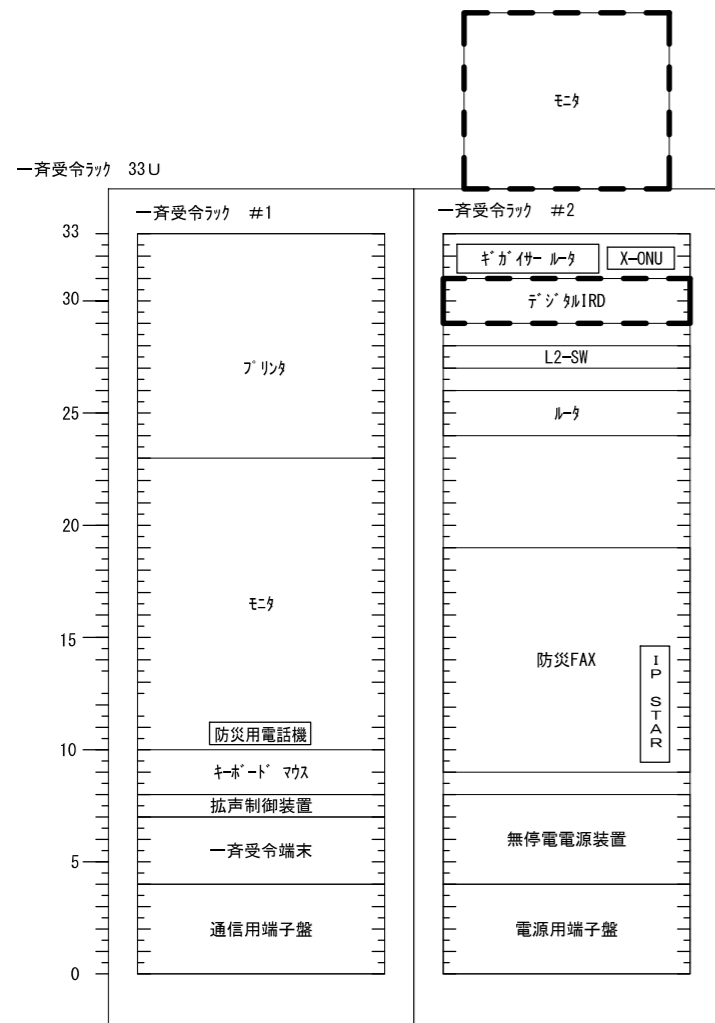 モニタ
一斉受令ラック 33U
一斉受令ラック #1
一斉受令ラック #2
33
30
25
20
15
10
5
0
プリンタ
モニタ
防災用電話機
キーボード マウス
拡声制御装置
一斉受令端末
通信用端子盤
ギガイサー ルータ
X-ONU
デジタルIRD
L2-SW
ルータ
防災FAX
IP STAR
無停電電源装置
電源用端子盤